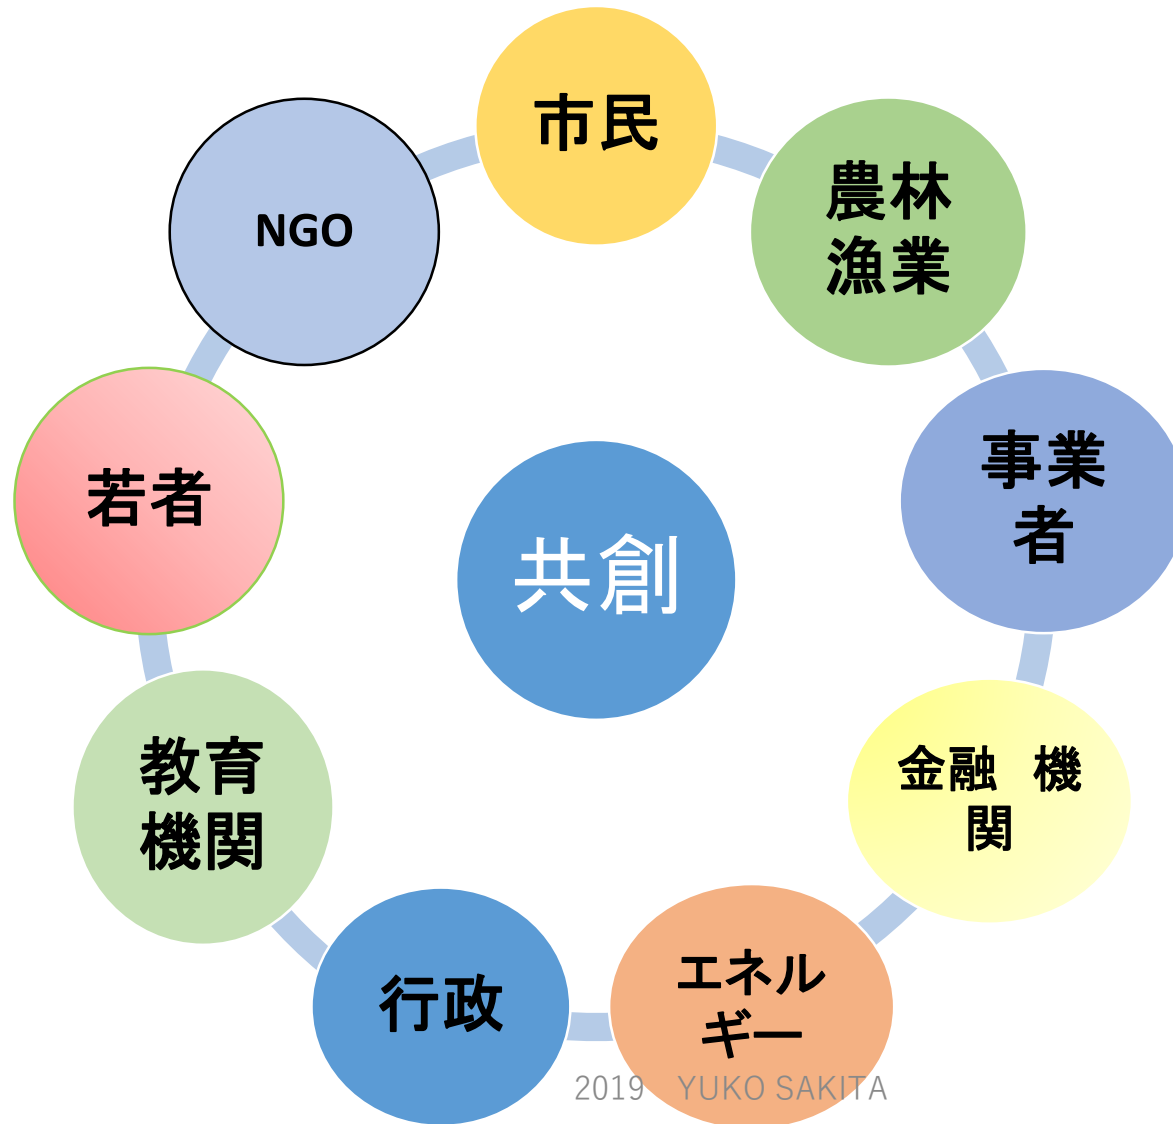 市民
農林
漁業
NGO
事業
者
若者
共創
金融　機
関
教育
機関
エネル
ギー
行政
2019　YUKO SAKITA